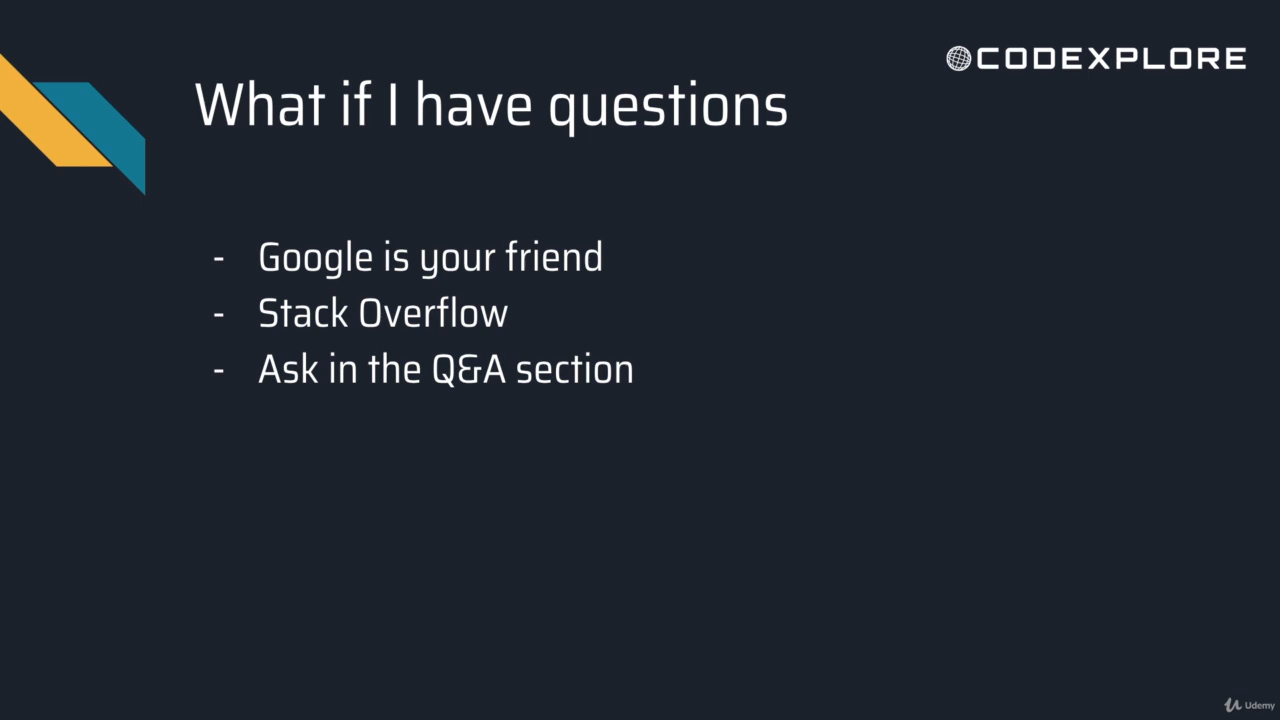 CODEXPLORE
What if I have questions
- Google is your friend
- Stack Overflow
- Ask in the Q&A section
Udemy